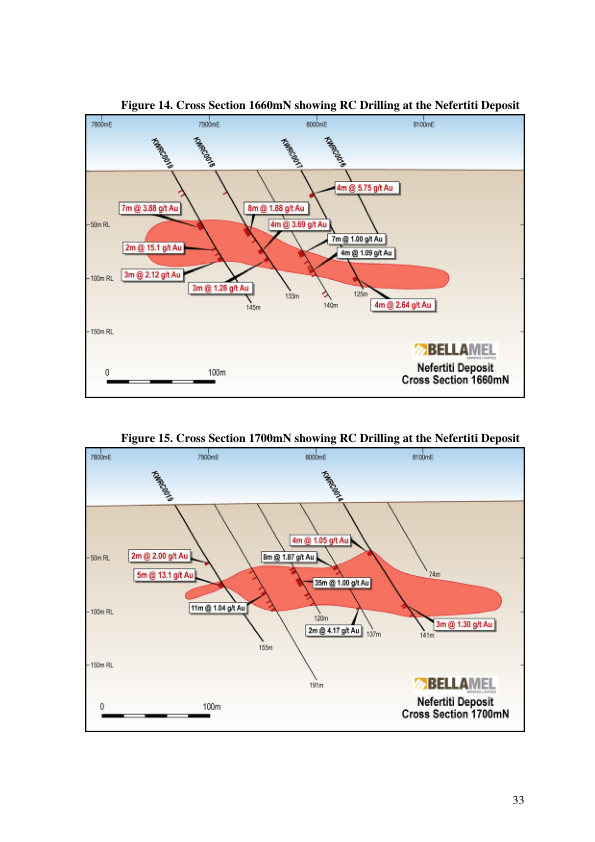 Figure 14. Cross Section 1660mN showing RC Drilling at the Nefertiti Deposit
7800mE 7900mE 8000mE 8100mE
KWRC0019 KWRC0018 KWRC0017 KWRC0016
4m @ 5.75 g/t Au
7m @ 3.88 g/t Au 8m @ 1.88 g/t Au
50m RL
4m @ 3.69 g/t Au
7m @ 1.00 g/t Au
2m @ 15.1 g/t Au
4m @ 1.09 g/t Au
3m @ 2.12 g/t Au
100m RL
3m @ 1.28 g/t Au
133m 125m
145m 140m
4m @ 2.64 g/t Au
150m RL
BELLAMEL
MINING LIMITED
Nefertiti Deposit
0 100m
Cross Section 1660mN
Figure 15. Cross Section 1700mN showing RC Drilling at the Nefertiti Deposit
7800mE 7900mE 8000mE 8100mE
KWRC0019 KWRC0014
4m @ 1.05 g/t Au
2m @ 2.00 g/t Au 8m @ 1.87 g/t Au
50m RL
5m @ 13.1 g/t Au
74m
35m @ 1.00 g/t Au
11m @ 1.04 g/t Au
100m RL
120m
3m @ 1.30 g/t Au
2m @ 4.17 g/t Au
137m 141m
155m
150m RL
191m
BELLAMEL
MINING LIMITED
Nefertiti Deposit
0 100m
Cross Section 1700mN
33